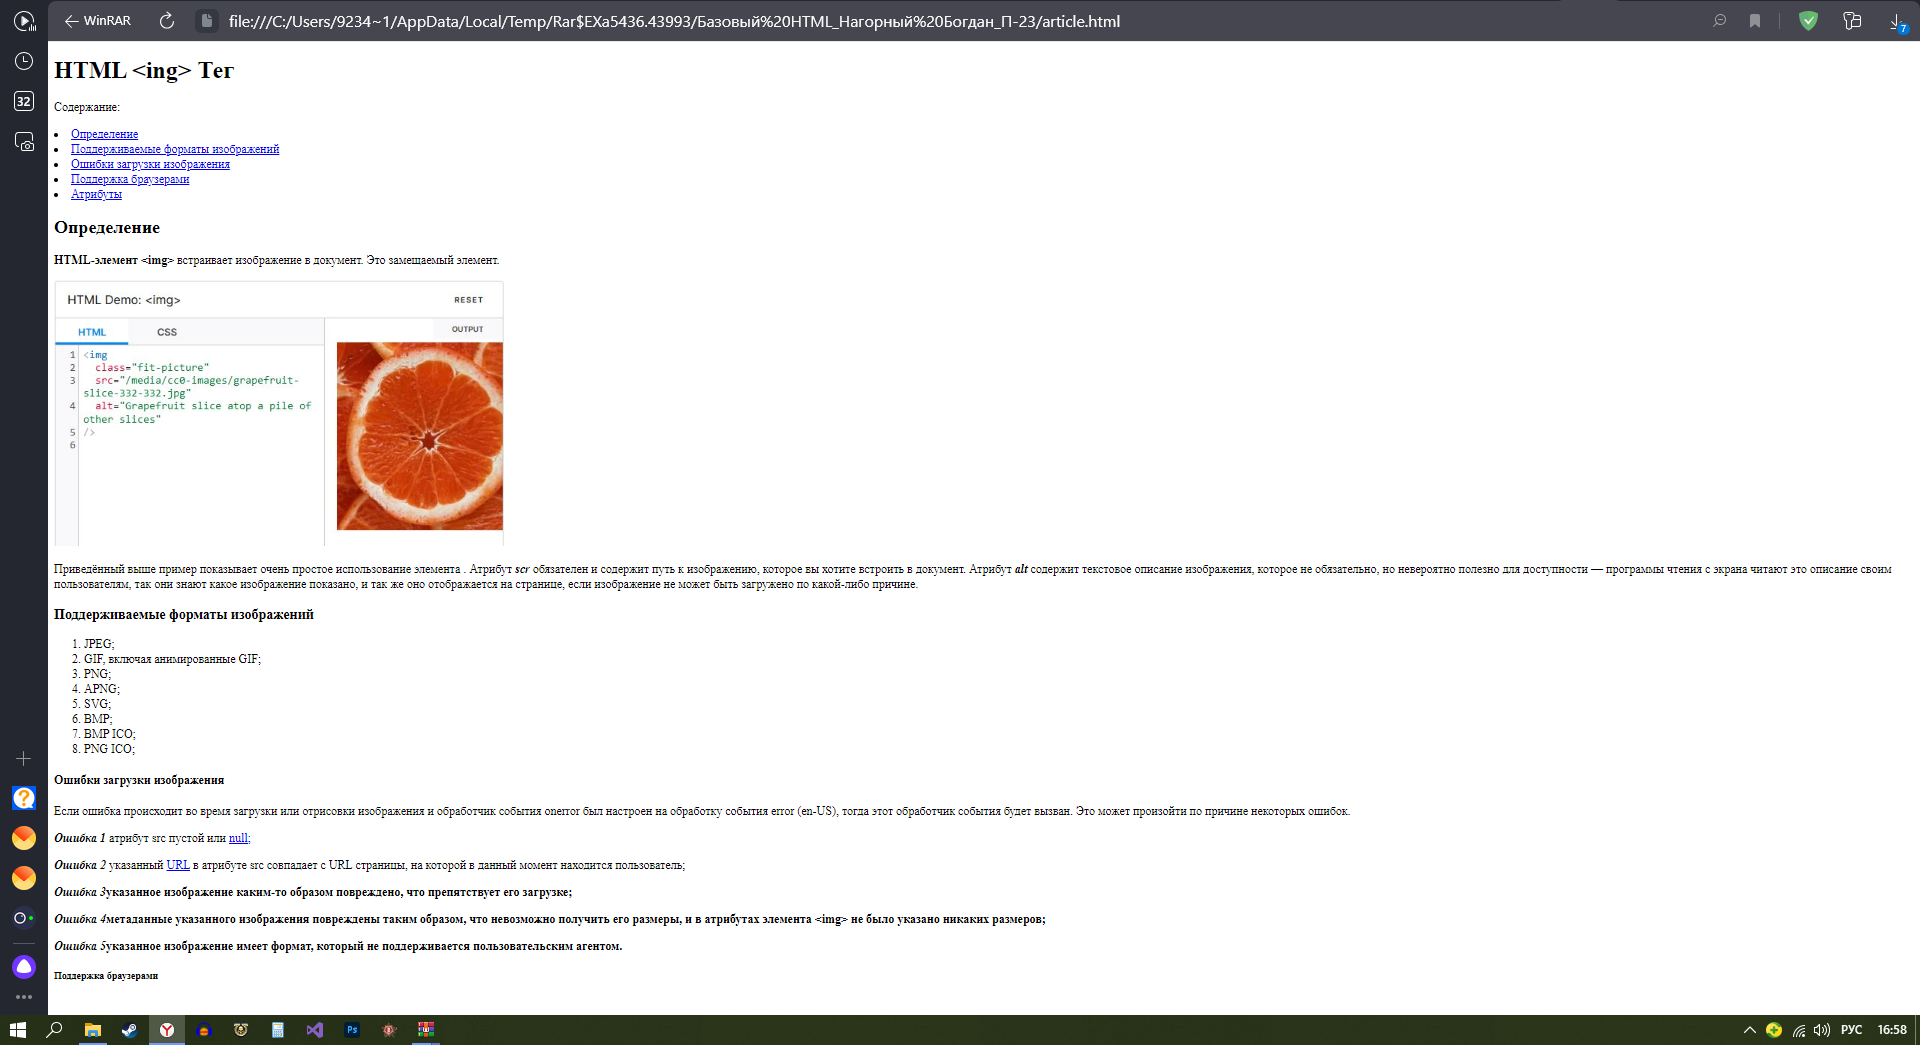 WinRAR
file:///C:/Users/9234~1/AppData/Local/Temp/Rar$EXa5436.43993/Базовый%20HTML_Нагорный%20Богдан_П-23/article.html
7
32
HTML <ing> Тег
Содержание:
Определение
Поддерживаемые форматы изображений
Ошибки загрузки изображения
Поддержка браузерами
Атрибуты
Определение
HTML-элемент <img> встраивает изображение в документ. Это замещаемый элемент.
HTML Demo: <img>
RESET
HTML
CSS
OUTPUT
1 <img
2 class="fit-picture"
3 src="/media/cc0-images/grapefruit-
slice-332-332.jpg"
4 alt="Grapefruit slice atop a pile of
other slices"
5 />
6
Приведённый выше пример показывает очень простое использование элемента . Атрибут scr обязателен и содержит путь к изображению, которое вы хотите встроить в документ. Атрибут alt содержит текстовое описание изображения, которое не обязательно, но невероятно полезно для доступности — программы чтения с экрана читают это описание своим
пользователям, так они знают какое изображение показано, и так же оно отображается на странице, если изображение не может быть загружено по какой-либо причине.
Поддерживаемые форматы изображений
1. JPEG;
2. GIF, включая анимированные GIF;
3. PNG;
4. APNG;
5. SVG;
6. BMP;
7. BMP ICO;
8. PNG ICO;
Ошибки загрузки изображения
Если ошибка происходит во время загрузки или отрисовки изображения и обработчик события onerror был настроен на обработку события error (en-US), тогда этот обработчик события будет вызван. Это может произойти по причине некоторых ошибок.
Ошибка 1 атрибут src пустой или null;
Ошибка 2 указанный URL в атрибуте src совпадает с URL страницы, на которой в данный момент находится пользователь;
Ошибка 3указанное изображение каким-то образом повреждено, что препятствует его загрузке;
Ошибка 4метаданные указанного изображения повреждены таким образом, что невозможно получить его размеры, и в атрибутах элемента <img> не было указано никаких размеров;
Ошибка 5указанное изображение имеет формат, который не поддерживается пользовательским агентом.
Поддержка браузерами
Ps
РУС
16:58